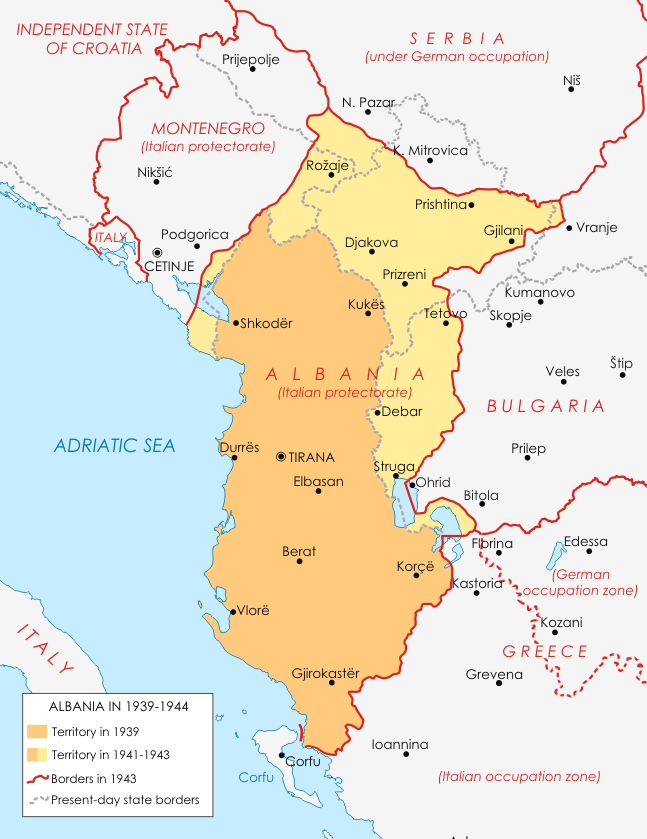 INDEPENDENT STATE
OF CROATIA
SERBIA
(under German occupation)
Prijepolje
Niš
N. Pazar
MONTENEGRO
(Italian protectorate)
K. Mitrovica
Rožaje
Nikšić
Prishtina
Gjilani
Vranje
ITALY
Podgorica
Djakova
CETINJE
Prizreni
Kumanovo
Kukës
Tetovo
Skopje
Shkodër
ALBANIA
(Italian protectorate)
Veles
Štip
BULGARIA
Debar
ADRIATIC SEA
Durrës
TIRANA
Prilep
Struga
Elbasan
Ohrid
Bitola
Berat
Florina
Edessa
Korçë
Kastoria
(German
occupation zone)
Vlorë
Kozani
ITALY
GREECE
Gjirokastër
Grevena
ALBANIA IN 1939-1944
Territory in 1939
Territory in 1941-1943
Borders in 1943
Present-day state borders
Ioannina
Corfu
Corfu
(Italian occupation zone)